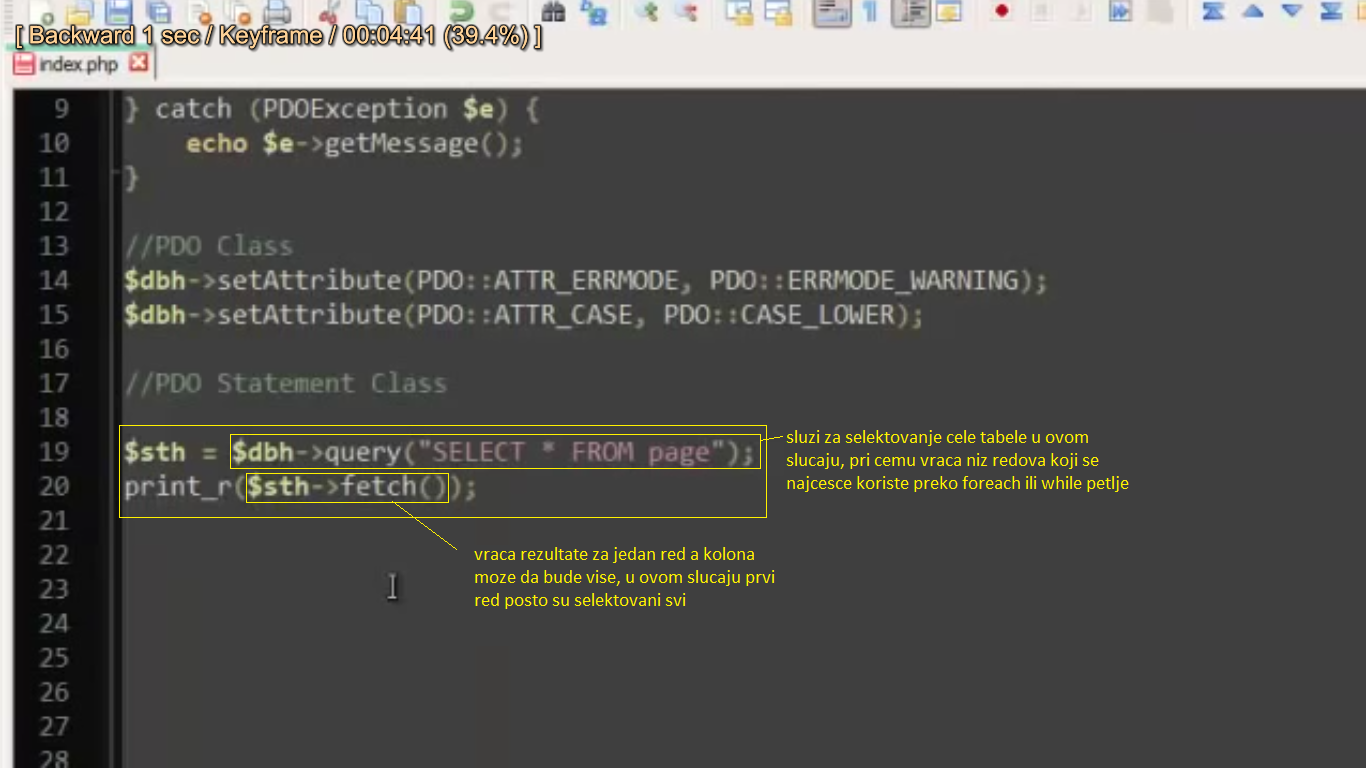 [ Backward 1 sec / Keyframe / 00:04:41 (39.4%) ]
index.php
9 } catch (PDOException $e) {
10 echo $e->getMessage();
11 }
12
13 //PDO Class
14 $dbh->setAttribute(PDO::ATTR_ERRMODE, PDO::ERRMODE_WARNING);
15 $dbh->setAttribute(PDO::ATTR_CASE, PDO::CASE_LOWER);
16
17 //PDO Statement Class
18
19 $sth = $dbh->query("SELECT * FROM page");
20 print_r($sth->fetch());
21
22
23
24
25
26
27
28
sluzi za selektovanje cele tabele u ovom
slucaju, pri cemu vraca niz redova koji se
najcesce koriste preko foreach ili while petlje
vraca rezultate za jedan red a kolona
moze da bude vise, u ovom slucaju prvi
red posto su selektovani svi